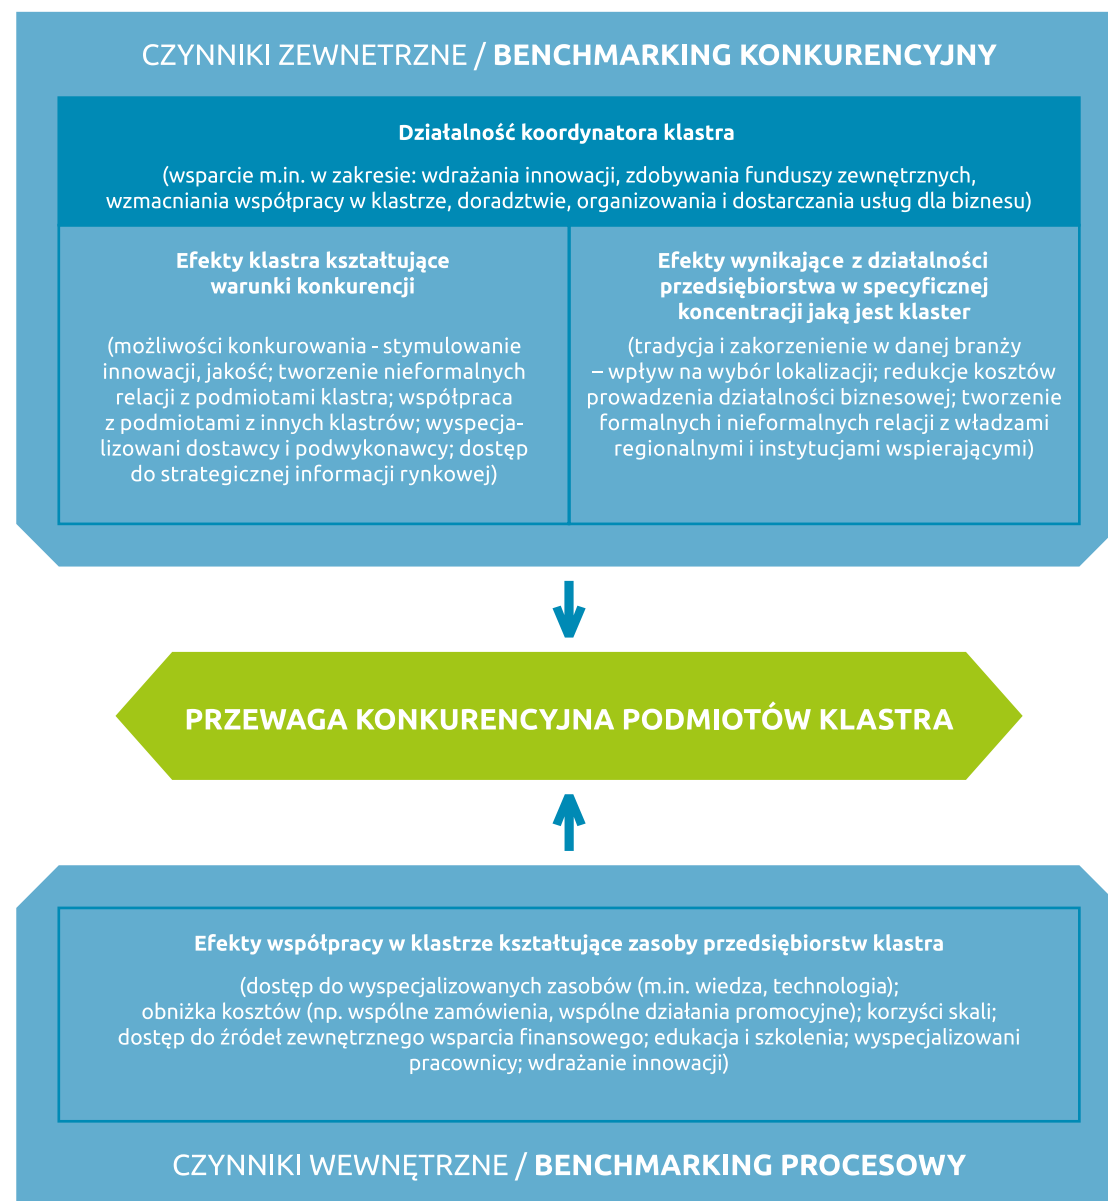 CZYNNIKI ZEWNETRZNE / BENCHMARKING KONKURENCYJNY
Działalność koordynatora klastra
(wsparcie m.in. w zakresie: wdrażania innowacji, zdobywania funduszy zewnętrznych,
wzmacniania współpracy w klastrze, doradztwie, organizowania i dostarczania usług dla biznesu)
Efekty klastra kształtujące
warunki konkurencji
(możliwości konkurowania - stymulowanie
innowacji, jakość; tworzenie nieformalnych
relacji z podmiotami klastra; współpraca
z podmiotami z innych klastrów; wyspecja-
lizowani dostawcy i podwykonawcy; dostęp
do strategicznej informacji rynkowej)
Efekty wynikające z działalności
przedsiębiorstwa w specyficznej
koncentracji jaką jest klaster
(tradycja i zakorzenienie w danej branży
– wpływ na wybór lokalizacji; redukcje kosztów
prowadzenia działalności biznesowej; tworzenie
formalnych i nieformalnych relacji z władzami
regionalnymi i instytucjami wspierającymi)
PRZEWAGA KONKURENCYJNA PODMIOTÓW KLASTRA
Efekty współpracy w klastrze kształtujące zasoby przedsiębiorstw klastra
(dostęp do wyspecjalizowanych zasobów (m.in. wiedza, technologia);
obniżka kosztów (np. wspólne zamówienia, wspólne działania promocyjne); korzyści skali;
dostęp do źródeł zewnętrznego wsparcia finansowego; edukacja i szkolenia; wyspecjalizowani
pracownicy; wdrażanie innowacji)
CZYNNIKI WEWNĘTRZNE / BENCHMARKING PROCESOWY